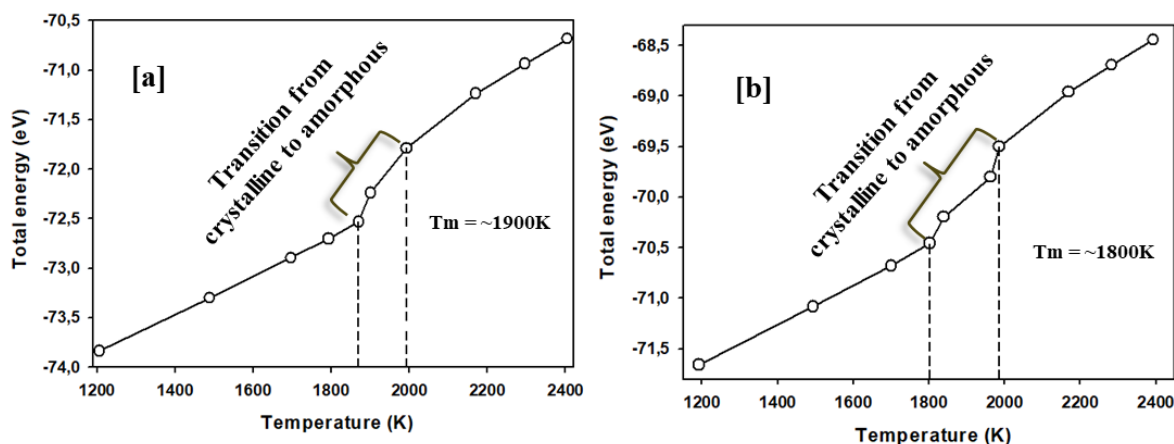 [a]
Transition from
crystalline to amorphous
Tm = ~1900K
Total energy (eV)
-70,5
-71,0
-71,5
-72,0
-72,5
-73,0
-73,5
-74,0
1200 1400 1600 1800 2000 2200 2400
Temperature (K)
[b]
Transition from
crystalline to amorphous
Tm = ~1800K
Total energy (eV)
-68,5
-69,0
-69,5
-70,0
-70,5
-71,0
-71,5
1200 1400 1600 1800 2000 2200 2400
Temperature (K)